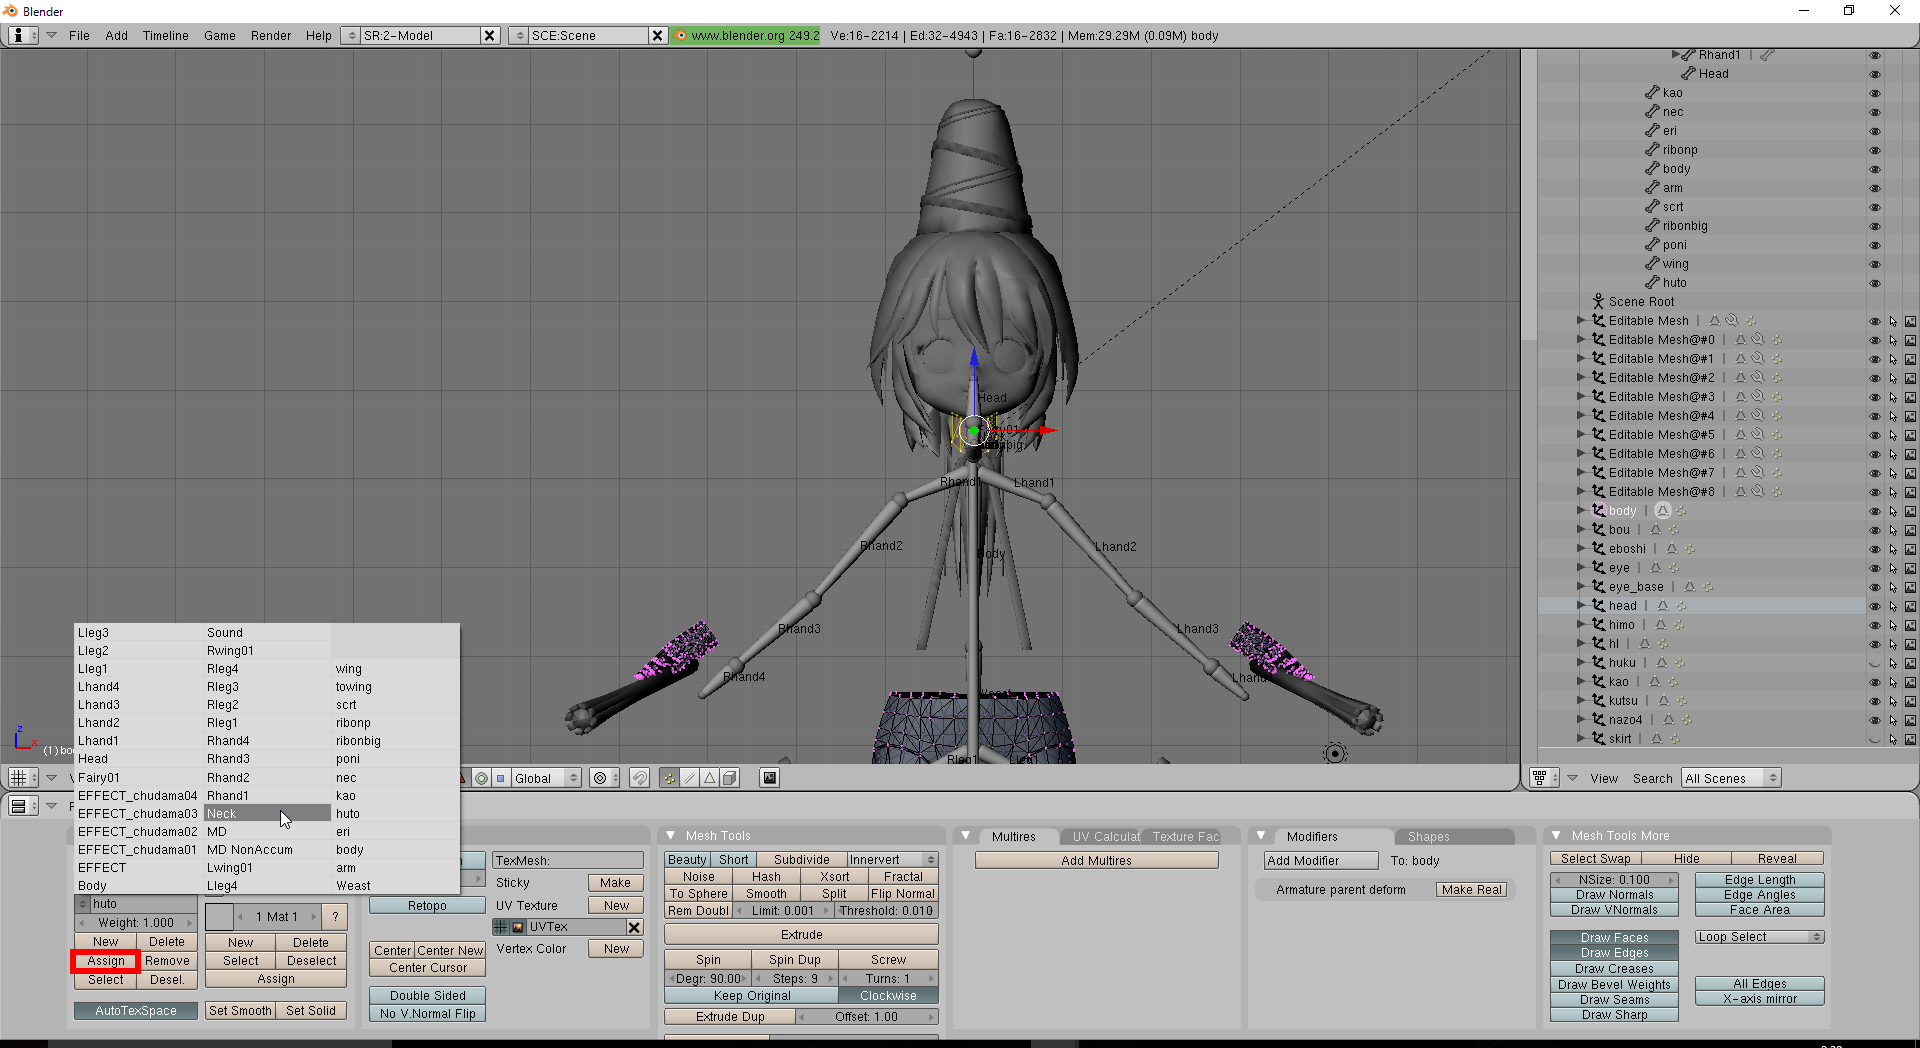 Blender
File Add Timeline Game Render Help SR:2-Model SCE:Scene www.blender.org 249.2 Ve:16-2214 | Ed:32-4943 | Fa:16-2832 | Mem:29.29M (0.09M) body
Rhand1
Head
kao
nec
eri
ribonp
body
arm
scrt
ribonbig
poni
wing
huto
Scene Root
Editable Mesh
Editable Mesh@#0
Editable Mesh@#1
Editable Mesh@#2
Editable Mesh@#3
Editable Mesh@#4
Editable Mesh@#5
Editable Mesh@#6
Editable Mesh@#7
Editable Mesh@#8
body
bou
eboshi
eye
eye_base
head
himo
hl
huku
kao
kutsu
nazo4
skirt
View Search All Scenes
Head
Rhand1 Lhand1
Rhand2 Lhand2
Body
Rhand3 Lhand3
Rhand4
Rleg1
z
x
Global
Lleg3 Sound
Lleg2 Rwing01
Lleg1 Rleg4 wing
Lhand4 Rleg3 towing
Lhand3 Rleg2 scrt
Lhand2 Rleg1 ribonp
Lhand1 Rhand4 ribonbig
Head Rhand3 poni
Fairy01 Rhand2 nec
EFFECT_chudama04 Rhand1 kao
EFFECT_chudama03 Neck huto
EFFECT_chudama02 MD eri
EFFECT_chudama01 MD NonAccum body
EFFECT Lwing01 arm
Body Lleg4 Weast
huto
Weight: 1.000
New Delete
Assign Remove
Select Desel.
AutoTexSpace
1 Mat 1 ?
New Delete
Select Deselect
Assign
Set Smooth Set Solid
Retopo
Center Center New
Center Cursor
Double Sided
No V.Normal Flip
TexMesh:
Sticky Make
UV Texture New
UVTex
Vertex Color New
Mesh Tools
Beauty Short Subdivide Innervert
Noise Hash Xsort Fractal
To Sphere Smooth Split Flip Normal
Rem Doubl Limit: 0.001 Threshold: 0.010
Extrude
Spin Spin Dup Screw
Degr: 90.00 Steps: 9 Turns: 1
Keep Original Clockwise
Extrude Dup Offset: 1.00
Multires UV Calculat Texture Fac
Add Multires
Modifiers Shapes
Add Modifier To: body
Armature parent deform Make Real
Mesh Tools More
Select Swap Hide Reveal
NSize: 0.100 Edge Length
Draw Normals Edge Angles
Draw VNormals Face Area
Draw Faces Loop Select
Draw Edges
Draw Creases
Draw Bevel Weights All Edges
Draw Seams X-axis mirror
Draw Sharp